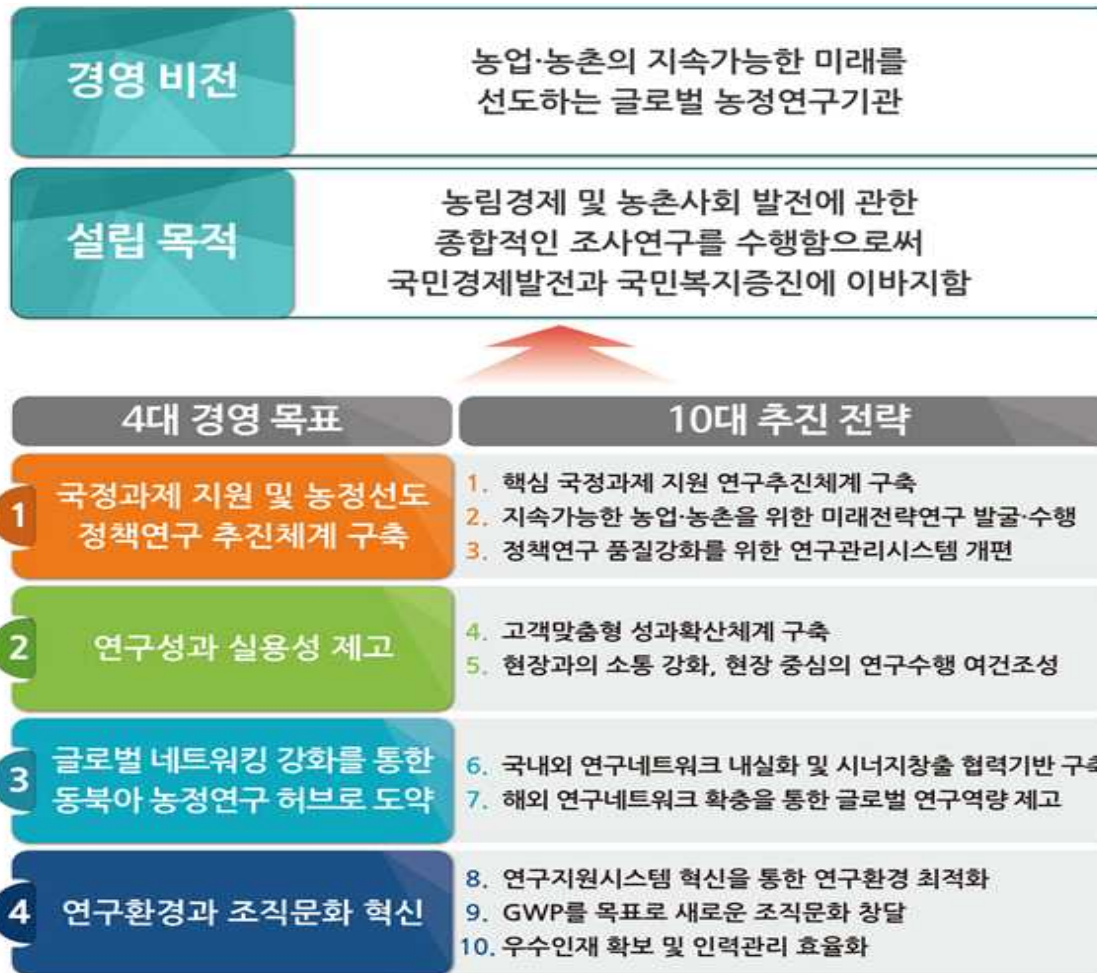 경영 비전
농업·농촌의 지속가능한 미래를
선도하는 글로벌 농정연구기관
설립 목적
농림경제 및 농촌사회 발전에 관한
종합적인 조사연구를 수행함으로써
국민경제발전과 국민복지증진에 이바지함
4대 경영 목표
10대 추진 전략
1
국정과제 지원 및 농정선도
정책연구 추진체계 구축
1. 핵심 국정과제 지원 연구추진체계 구축
2. 지속가능한 농업·농촌을 위한 미래전략연구 발굴·수행
3. 정책연구 품질강화를 위한 연구관리시스템 개편
2
연구성과 실용성 제고
4. 고객맞춤형 성과확산체계 구축
5. 현장과의 소통 강화, 현장 중심의 연구수행 여건조성
3
글로벌 네트워킹 강화를 통한
동북아 농정연구 허브로 도약
6. 국내외 연구네트워크 내실화 및 시너지창출 협력기반 구축
7. 해외 연구네트워크 확충을 통한 글로벌 연구역량 제고
4
연구환경과 조직문화 혁신
8. 연구지원시스템 혁신을 통한 연구환경 최적화
9. GWP를 목표로 새로운 조직문화 창달
10. 우수인재 확보 및 인력관리 효율화